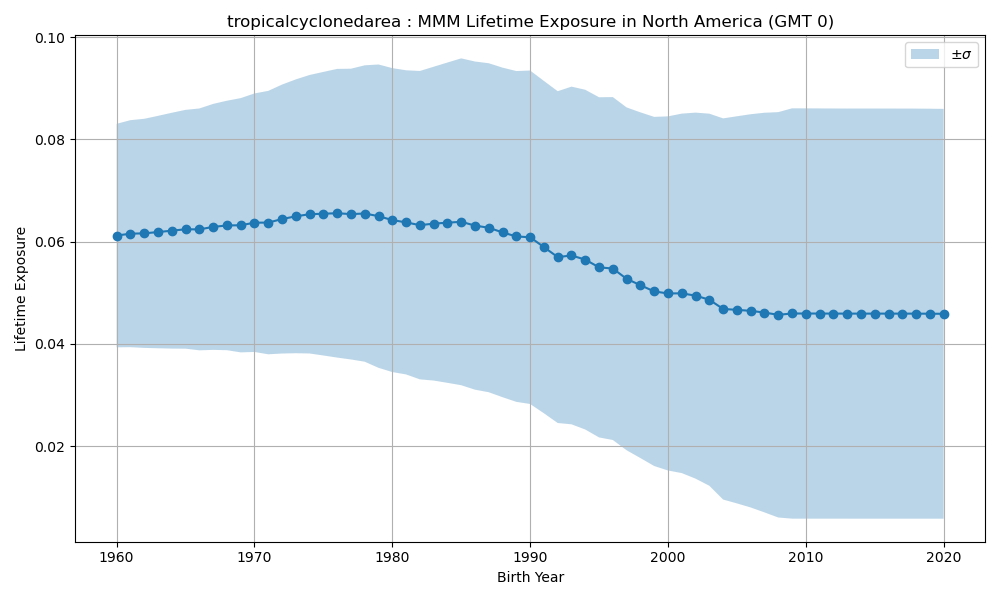 tropicalcyclonedarea : MMM Lifetime Exposure in North America (GMT 0)
±σ
Lifetime Exposure
0.10
0.08
0.06
0.04
0.02
1960 1970 1980 1990 2000 2010 2020
Birth Year